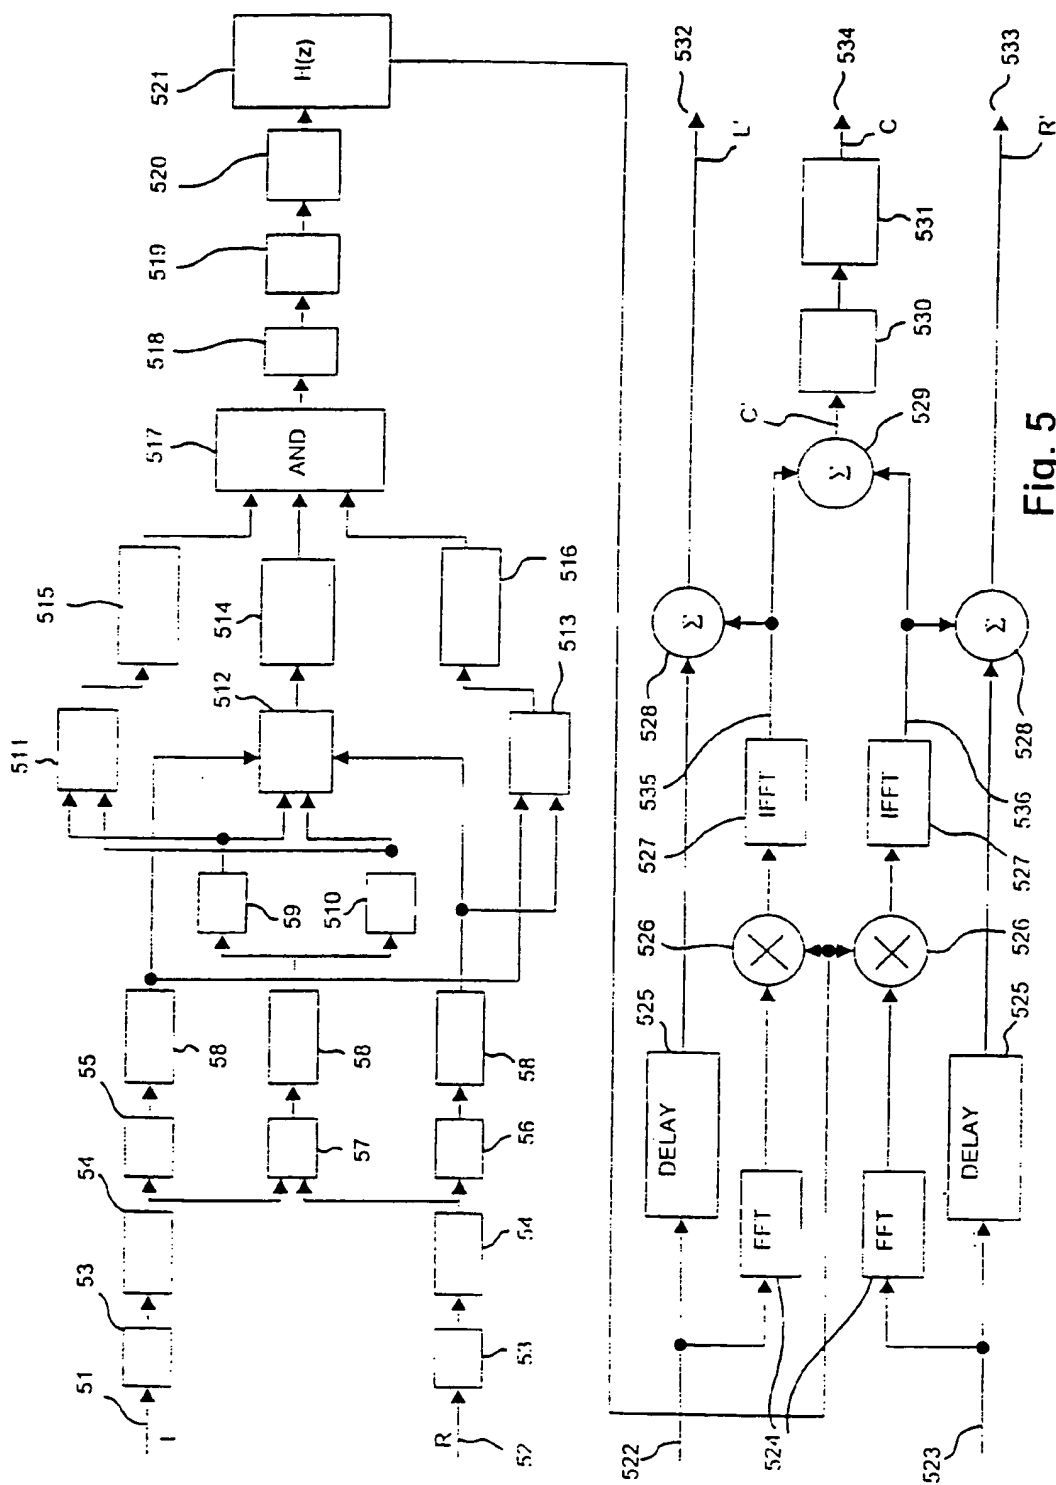 521
H(z)
520
519
518
517
AND
515
514
516
511
512
513
59
510
55
58
58
58
54
57
56
53
54
51
53
R
52
532
L'
534
C
533
R'
531
530
C'
529
Σ
528
Σ
Σ
528
535
536
527
IFFT
IFFT
527
526
526
525
DELAY
DELAY
525
FFT
FFT
524
522
523
Fig. 5